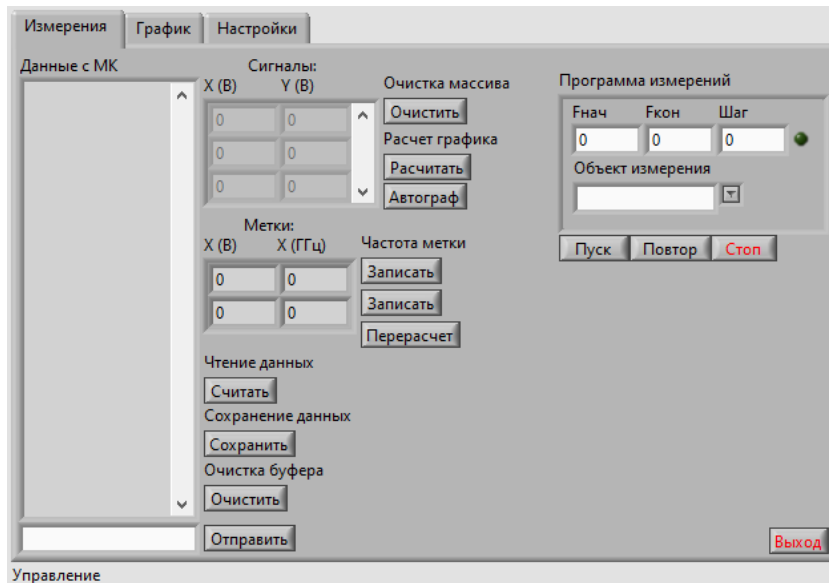 Измерения График Настройки
Данные с МК
Сигналы:
X (В) Y (В)
0 0
0 0
0 0
Очистка массива
Очистить
Расчет графика
Расчитать
Автограф
Метки:
X (В) X (ГГц)
0 0
0 0
Частота метки
Записать
Записать
Перерасчет
Чтение данных
Считать
Сохранение данных
Сохранить
Очистка буфера
Очистить
Отправить
Программа измерений
Fнач Fкон Шаг
0 0 0
Объект измерения
Пуск Повтор Стоп
Выход
Управление